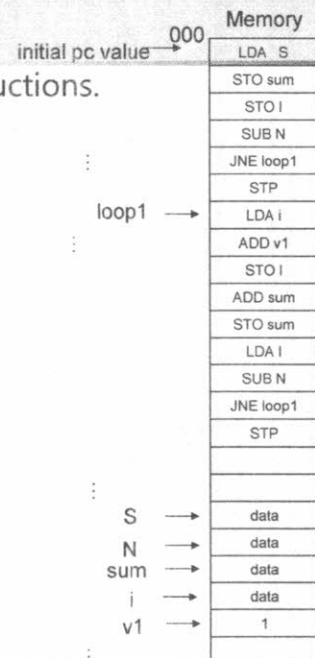 Memory
000
initial pc value
LDA S
uctions.
STO sum
STO I
SUB N
JNE loop1
STP
loop1
LDA i
ADD v1
STO I
ADD sum
STO sum
LDA I
SUB N
JNE loop1
STP
S
data
N
data
sum
data
i
data
v1
1